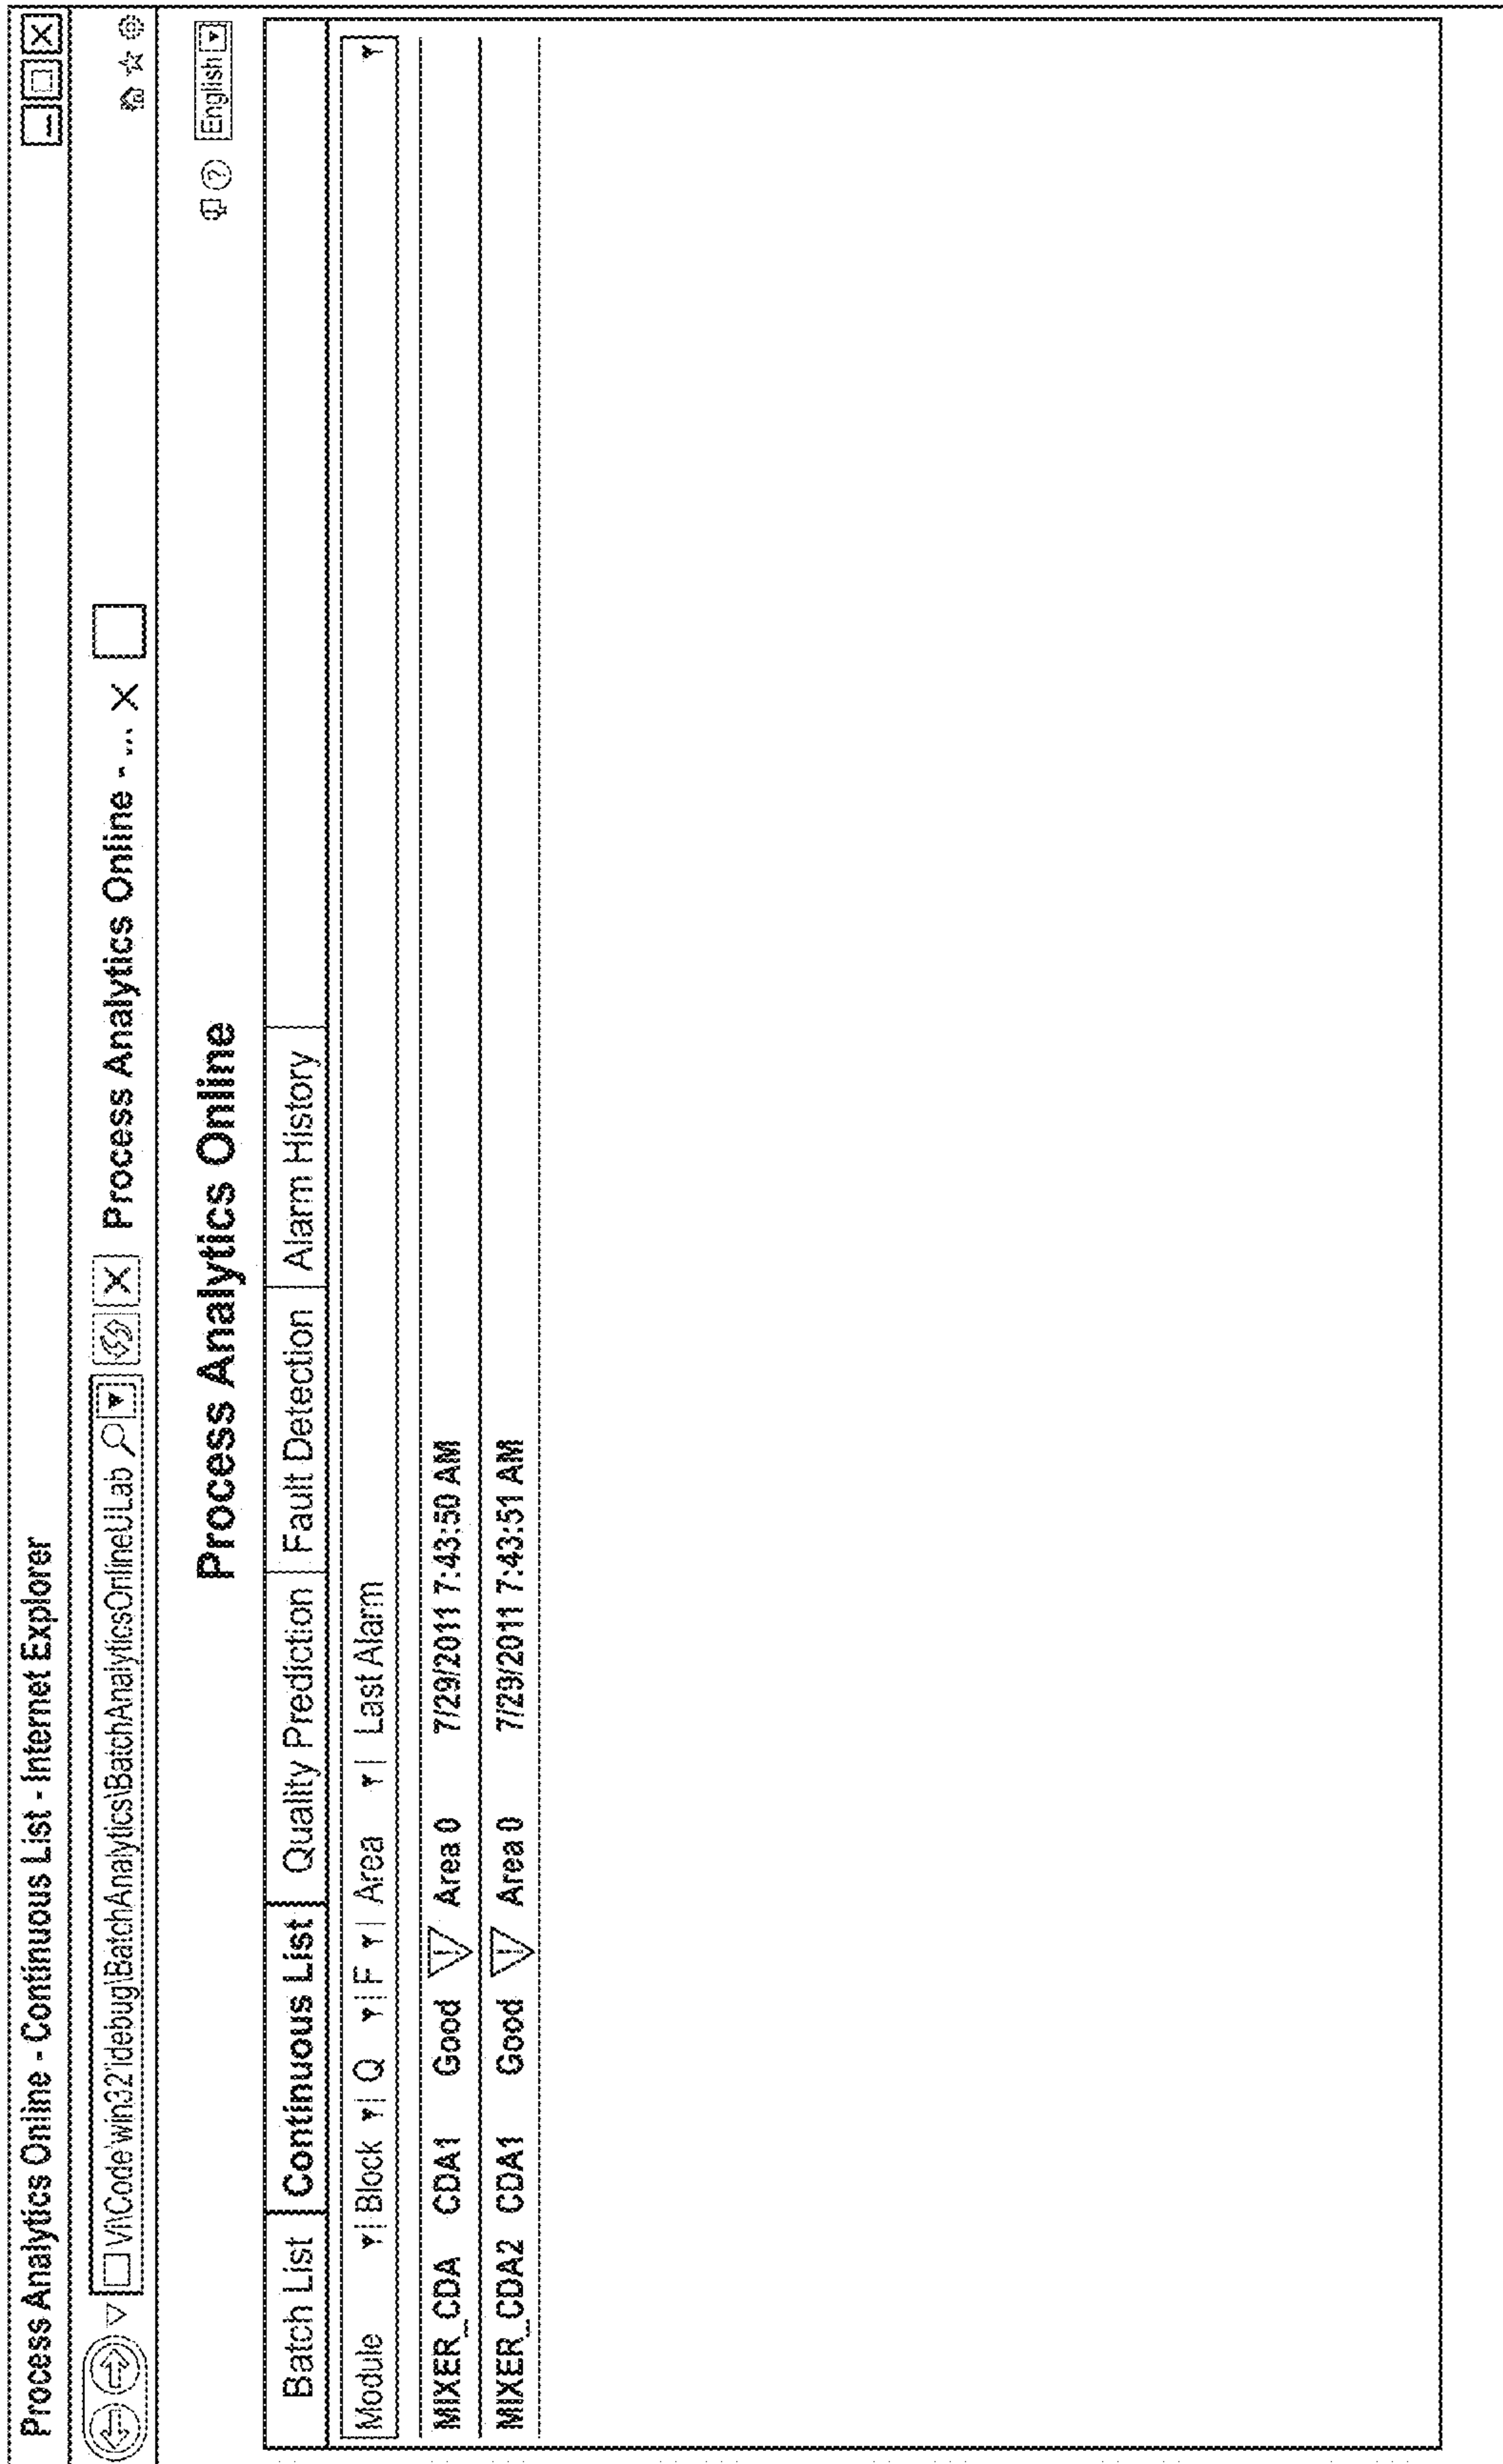 Process Analytics Online - Continuous List - Internet Explorer
V:\Code\win32'\debug\BatchAnalytics\BatchAnalyticsOnlineULab Process Analytics Online - ... X
? English
Process Analytics Online
Batch List Continuous List Quality Prediction Fault Detection Alarm History
Module Block Q F Area Last Alarm
MIXER_CDA CDA1 Good ! Area 0 7/29/2011 7:43:50 AM
MIXER_CDA2 CDA1 Good ! Area 0 7/29/2011 7:43:51 AM